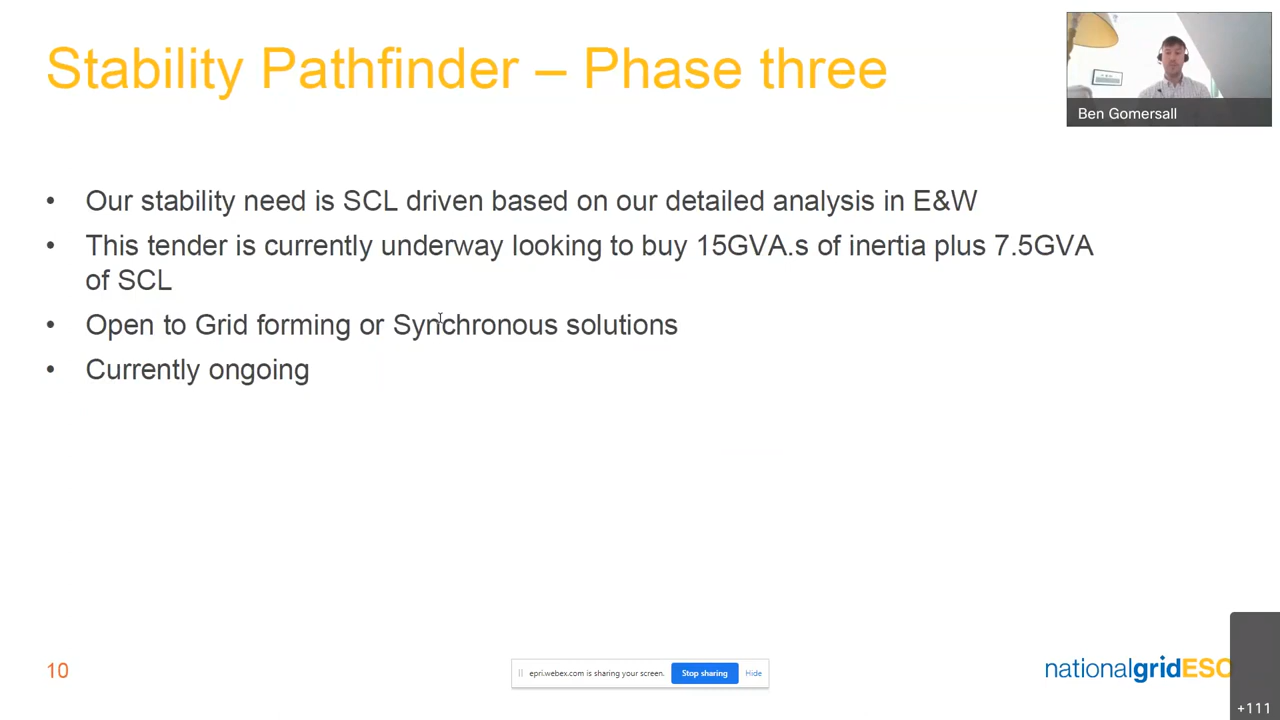 Stability Pathfinder – Phase three
Ben Gomersall
• Our stability need is SCL driven based on our detailed analysis in E&W
• This tender is currently underway looking to buy 15GVA.s of inertia plus 7.5GVA
of SCL
• Open to Grid forming or Synchronous solutions
• Currently ongoing
10
epri.webex.com is sharing your screen.
Stop sharing
Hide
nationalgridESO
+111